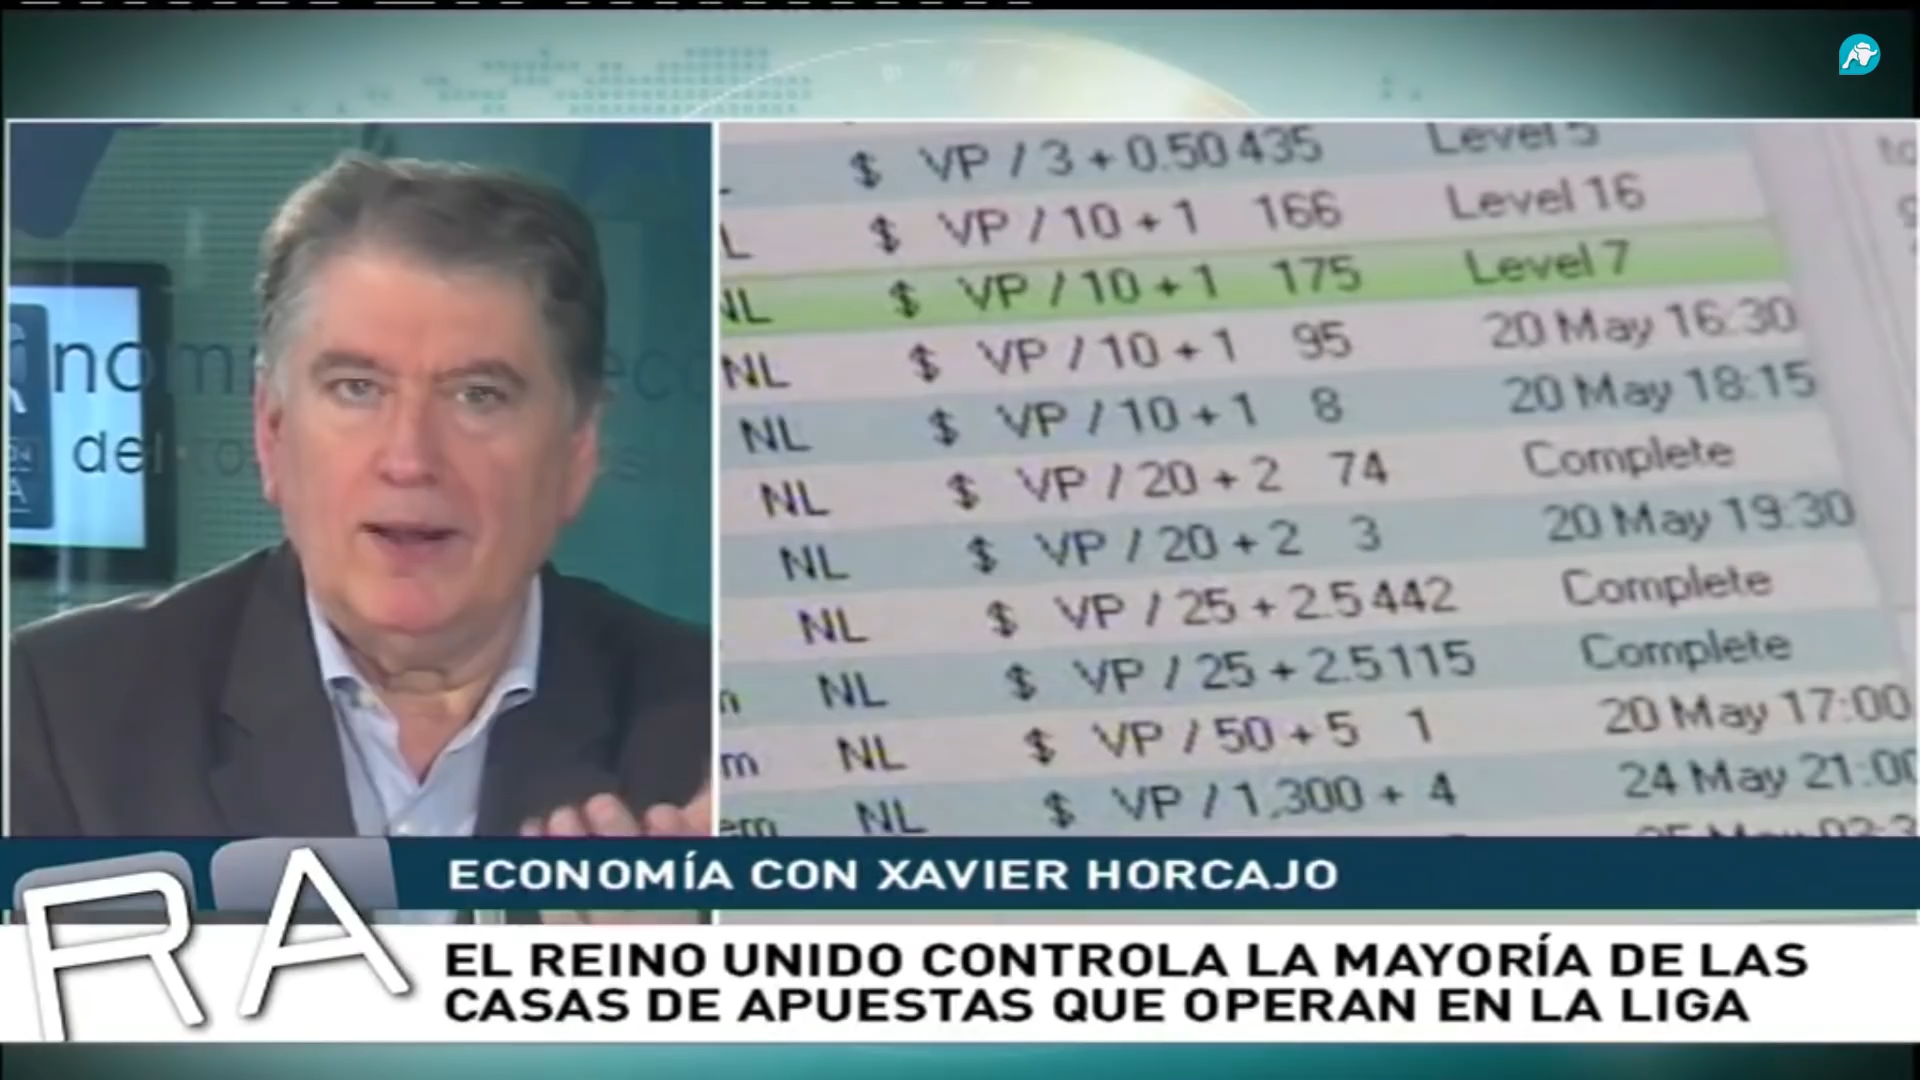 $ VP / 3 + 0.50 435 Level 5
$ VP / 10 + 1 166 Level 16
NL $ VP / 10 + 1 175 Level 7
NL $ VP / 10 + 1 95 20 May 16:30
NL $ VP / 10 + 1 8 20 May 18:15
NL $ VP / 20 + 2 74 Complete
NL $ VP / 20 + 2 3 20 May 19:30
NL $ VP / 25 + 2.5 442 Complete
NL $ VP / 25 + 2.5 115 Complete
NL $ VP / 50 + 5 1 20 May 17:00
NL $ VP / 1,300 + 4 24 May 21:00
del
RA
ECONOMÍA CON XAVIER HORCAJO
EL REINO UNIDO CONTROLA LA MAYORÍA DE LAS
CASAS DE APUESTAS QUE OPERAN EN LA LIGA